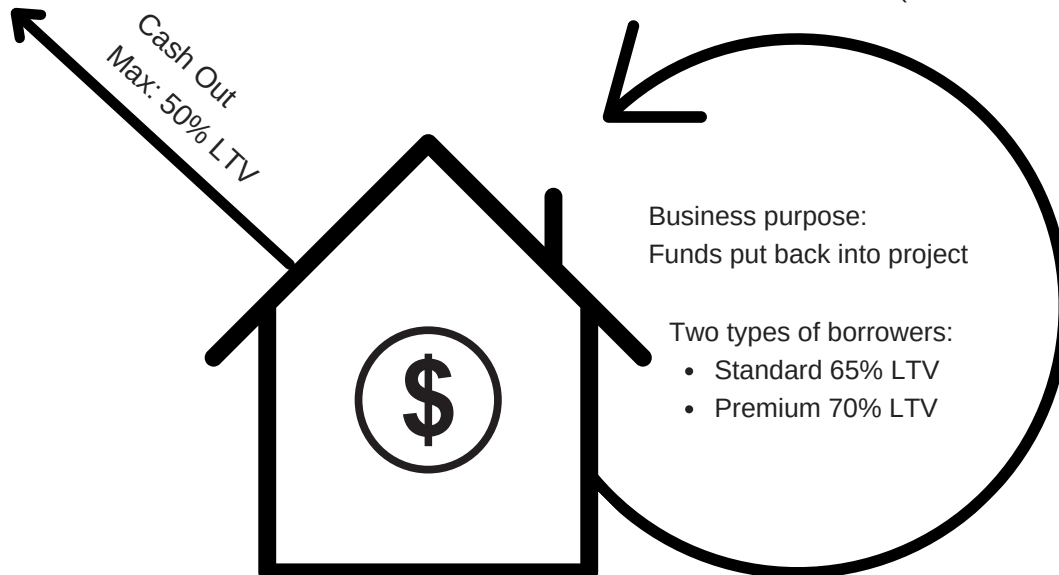 Cash Out
Max: 50% LTV
Business purpose:
Funds put back into project
Two types of borrowers:
• Standard 65% LTV
• Premium 70% LTV
$